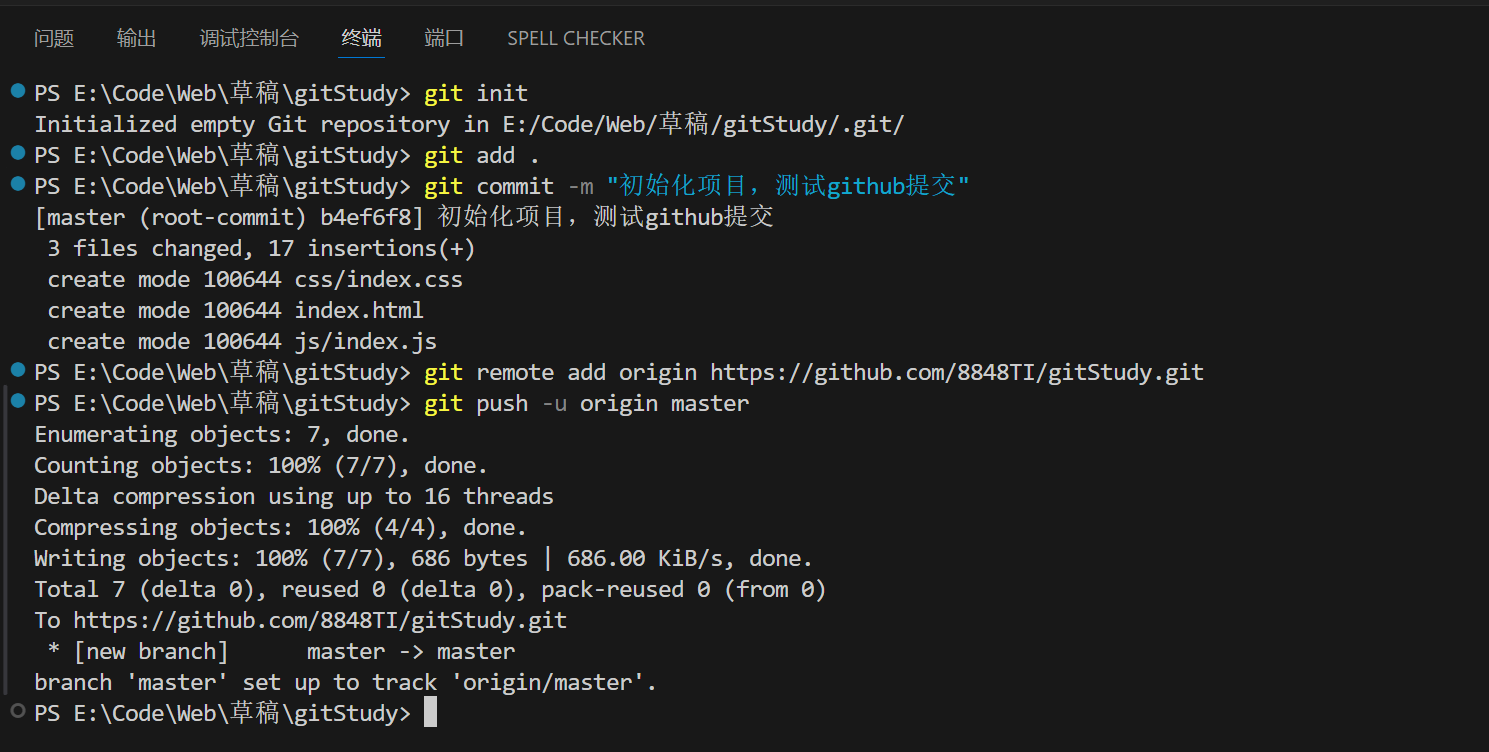 问题 输出 调试控制台 终端 端口 SPELL CHECKER
PS E:\Code\Web\草稿\gitStudy> git init
Initialized empty Git repository in E:/Code/Web/草稿/gitStudy/.git/
PS E:\Code\Web\草稿\gitStudy> git add .
PS E:\Code\Web\草稿\gitStudy> git commit -m "初始化项目，测试github提交"
[master (root-commit) b4ef6f8] 初始化项目，测试github提交
 3 files changed, 17 insertions(+)
 create mode 100644 css/index.css
 create mode 100644 index.html
 create mode 100644 js/index.js
PS E:\Code\Web\草稿\gitStudy> git remote add origin https://github.com/8848TI/gitStudy.git
PS E:\Code\Web\草稿\gitStudy> git push -u origin master
Enumerating objects: 7, done.
Counting objects: 100% (7/7), done.
Delta compression using up to 16 threads
Compressing objects: 100% (4/4), done.
Writing objects: 100% (7/7), 686 bytes | 686.00 KiB/s, done.
Total 7 (delta 0), reused 0 (delta 0), pack-reused 0 (from 0)
To https://github.com/8848TI/gitStudy.git
 * [new branch]      master -> master
branch 'master' set up to track 'origin/master'.
PS E:\Code\Web\草稿\gitStudy>